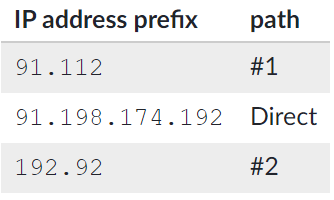 IP address prefix path
91.112 #1
91.198.174.192 Direct
192.92 #2